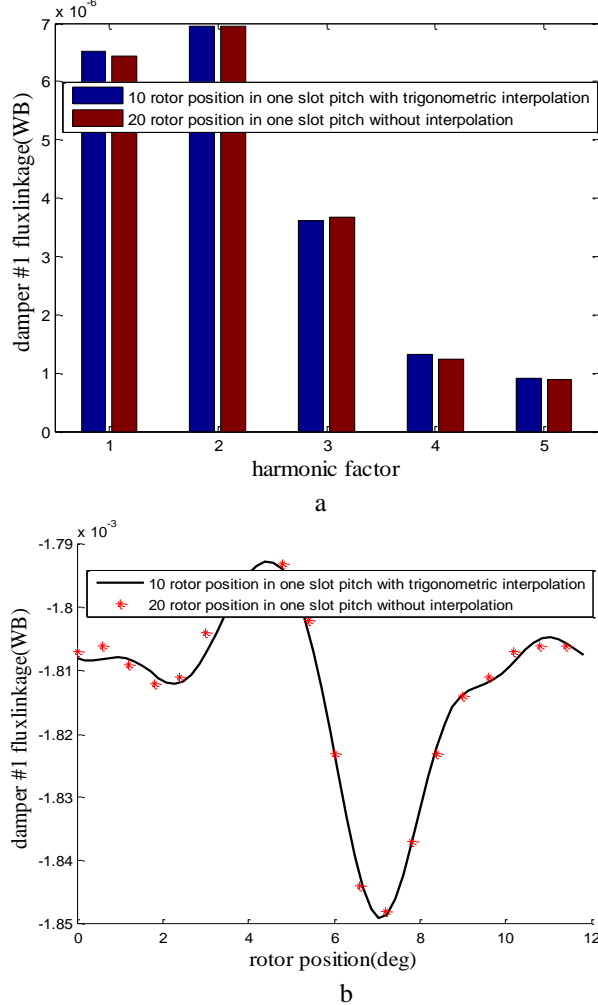 x 10^-6
7
6
5
4
3
2
1
0
damper #1 fluxlinkage(WB)
10 rotor position in one slot pitch with trigonometric interpolation
20 rotor position in one slot pitch without interpolation
1 2 3 4 5
harmonic factor
a
x 10^-3
-1.79
-1.8
-1.81
-1.82
-1.83
-1.84
-1.85
damper #1 fluxlinkage(WB)
10 rotor position in one slot pitch with trigonometric interpolation
20 rotor position in one slot pitch without interpolation
0 2 4 6 8 10 12
rotor position(deg)
b